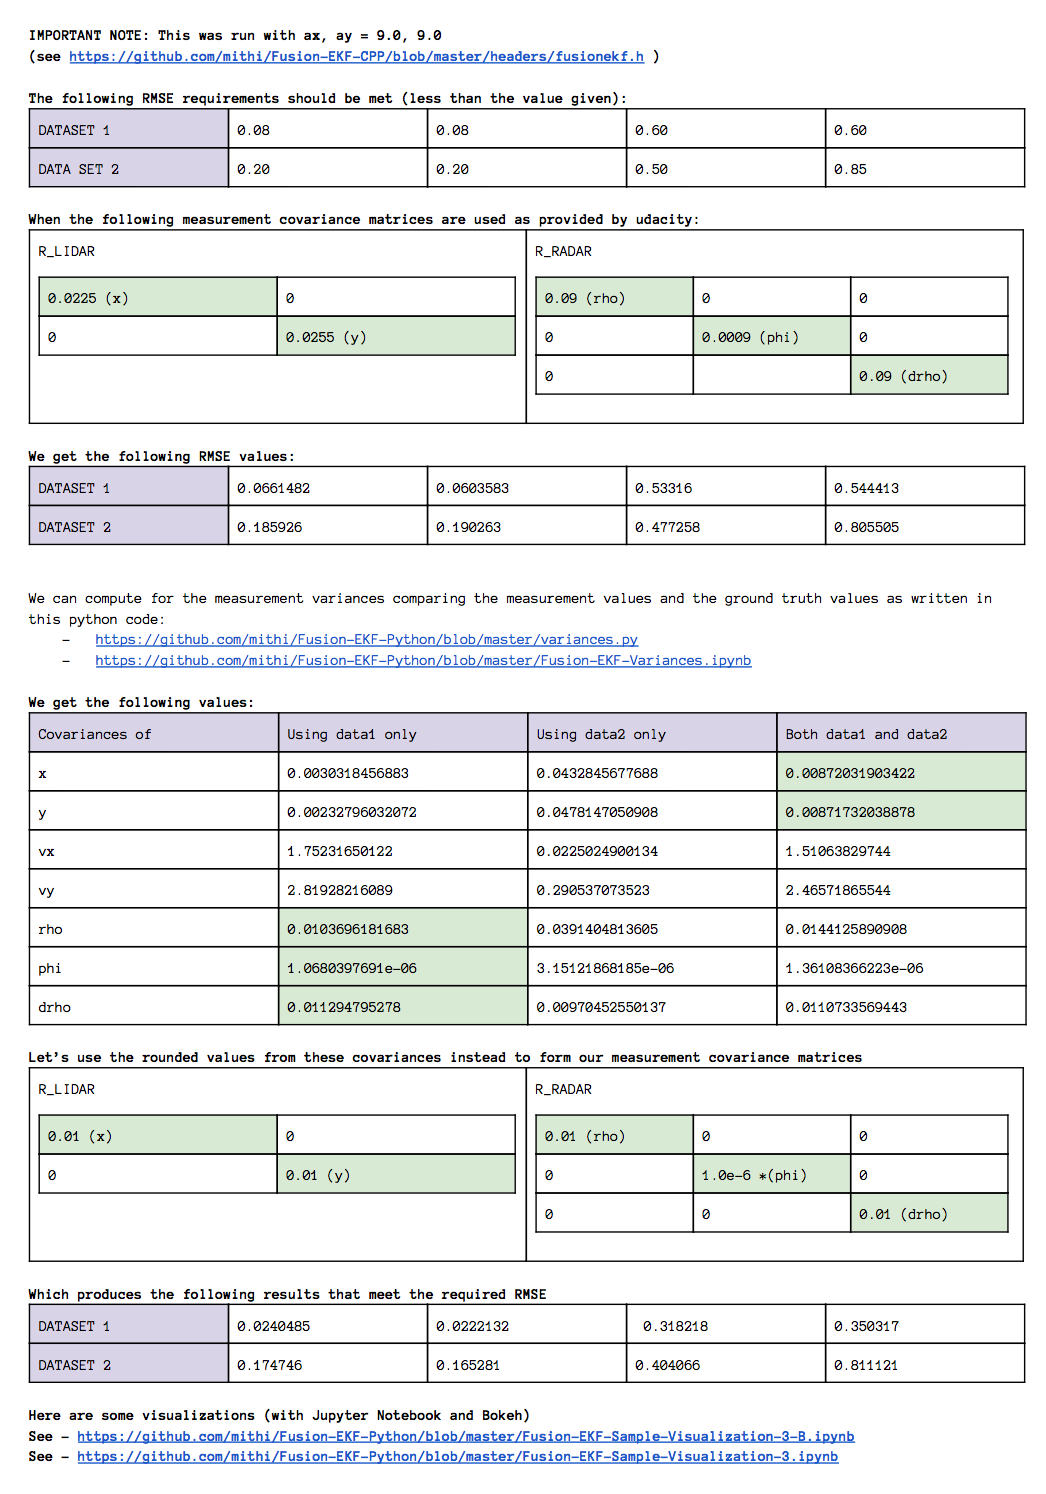 IMPORTANT NOTE: This was run with ax, ay = 9.0, 9.0
(see https://github.com/mithi/Fusion-EKF-CPP/blob/master/headers/fusionekf.h )
The following RMSE requirements should be met (less than the value given):
DATASET 1 0.08 0.08 0.60 0.60
DATA SET 2 0.20 0.20 0.50 0.85
When the following measurement covariance matrices are used as provided by udacity:
R_LIDAR R_RADAR
0.0225 (x) 0 0.09 (rho) 0 0
0 0.0255 (y) 0 0.0009 (phi) 0
0 0.09 (drho)
We get the following RMSE values:
DATASET 1 0.0661482 0.0603583 0.53316 0.544413
DATASET 2 0.185926 0.190263 0.477258 0.805505
We can compute for the measurement variances comparing the measurement values and the ground truth values as written in
this python code:
- https://github.com/mithi/Fusion-EKF-Python/blob/master/variances.py
- https://github.com/mithi/Fusion-EKF-Python/blob/master/Fusion-EKF-Variances.ipynb
We get the following values:
Covariances of Using data1 only Using data2 only Both data1 and data2
x 0.0030318456883 0.0432845677688 0.00872031903422
y 0.00232796032072 0.0478147050908 0.00871732038878
vx 1.75231650122 0.0225024900134 1.51063829744
vy 2.81928216089 0.290537073523 2.46571865544
rho 0.0103696181683 0.0391404813605 0.0144125890908
phi 1.0680397691e-06 3.15121868185e-06 1.36108366223e-06
drho 0.011294795278 0.00970452550137 0.0110733569443
Let's use the rounded values from these covariances instead to form our measurement covariance matrices
R_LIDAR R_RADAR
0.01 (x) 0 0.01 (rho) 0 0
0 0.01 (y) 0 1.0e-6 *(phi) 0
0 0 0.01 (drho)
Which produces the following results that meet the required RMSE
DATASET 1 0.0240485 0.0222132 0.318218 0.350317
DATASET 2 0.174746 0.165281 0.404066 0.811121
Here are some visualizations (with Jupyter Notebook and Bokeh)
See - https://github.com/mithi/Fusion-EKF-Python/blob/master/Fusion-EKF-Sample-Visualization-3-B.ipynb
See - https://github.com/mithi/Fusion-EKF-Python/blob/master/Fusion-EKF-Sample-Visualization-3.ipynb